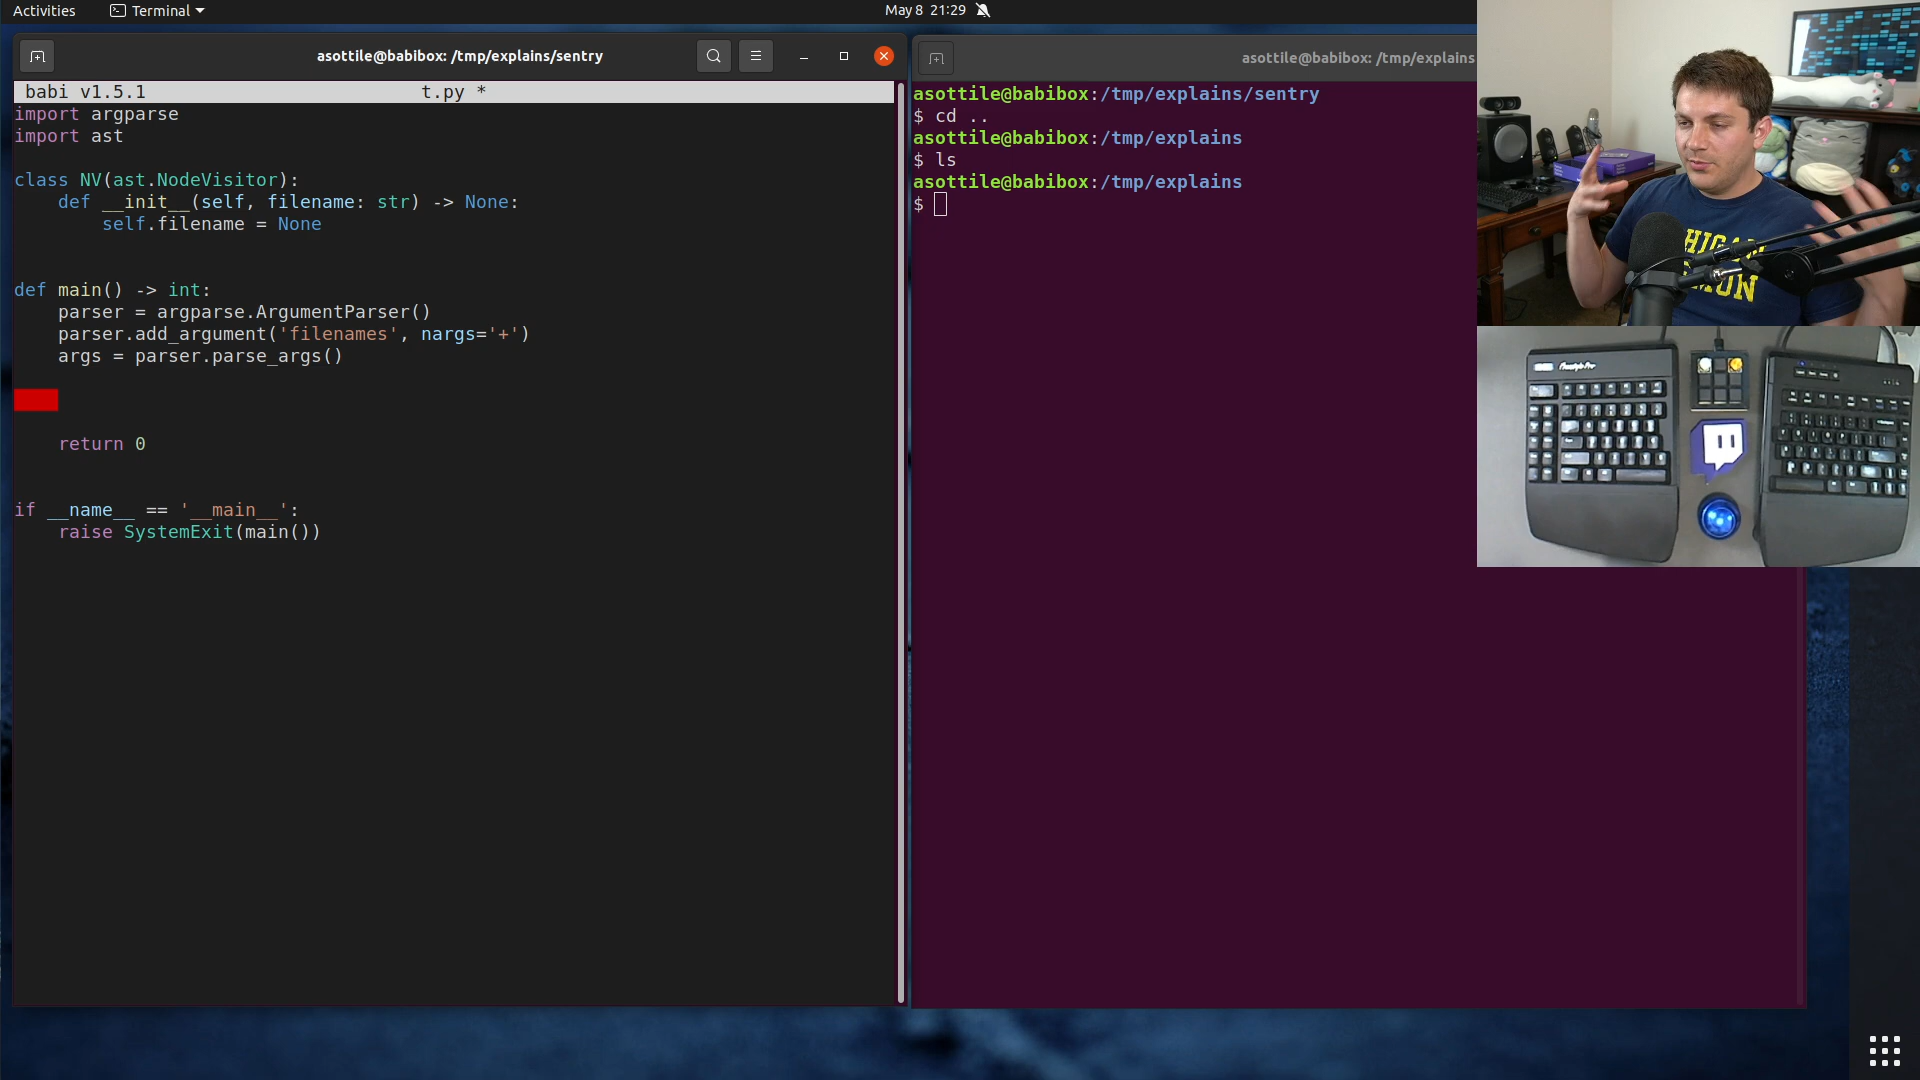 Activities
Terminal
May 8 21:29
asottile@babibox: /tmp/explains/sentry
babi v1.5.1 t.py *
import argparse
import ast
class NV(ast.NodeVisitor):
    def __init__(self, filename: str) -> None:
        self.filename = None
def main() -> int:
    parser = argparse.ArgumentParser()
    parser.add_argument('filenames', nargs='+')
    args = parser.parse_args()
    return 0
if __name__ == '__main__':
    raise SystemExit(main())
asottile@babibox: /tmp/explains
asottile@babibox:/tmp/explains/sentry
$ cd ..
asottile@babibox:/tmp/explains
$ ls
asottile@babibox:/tmp/explains
$